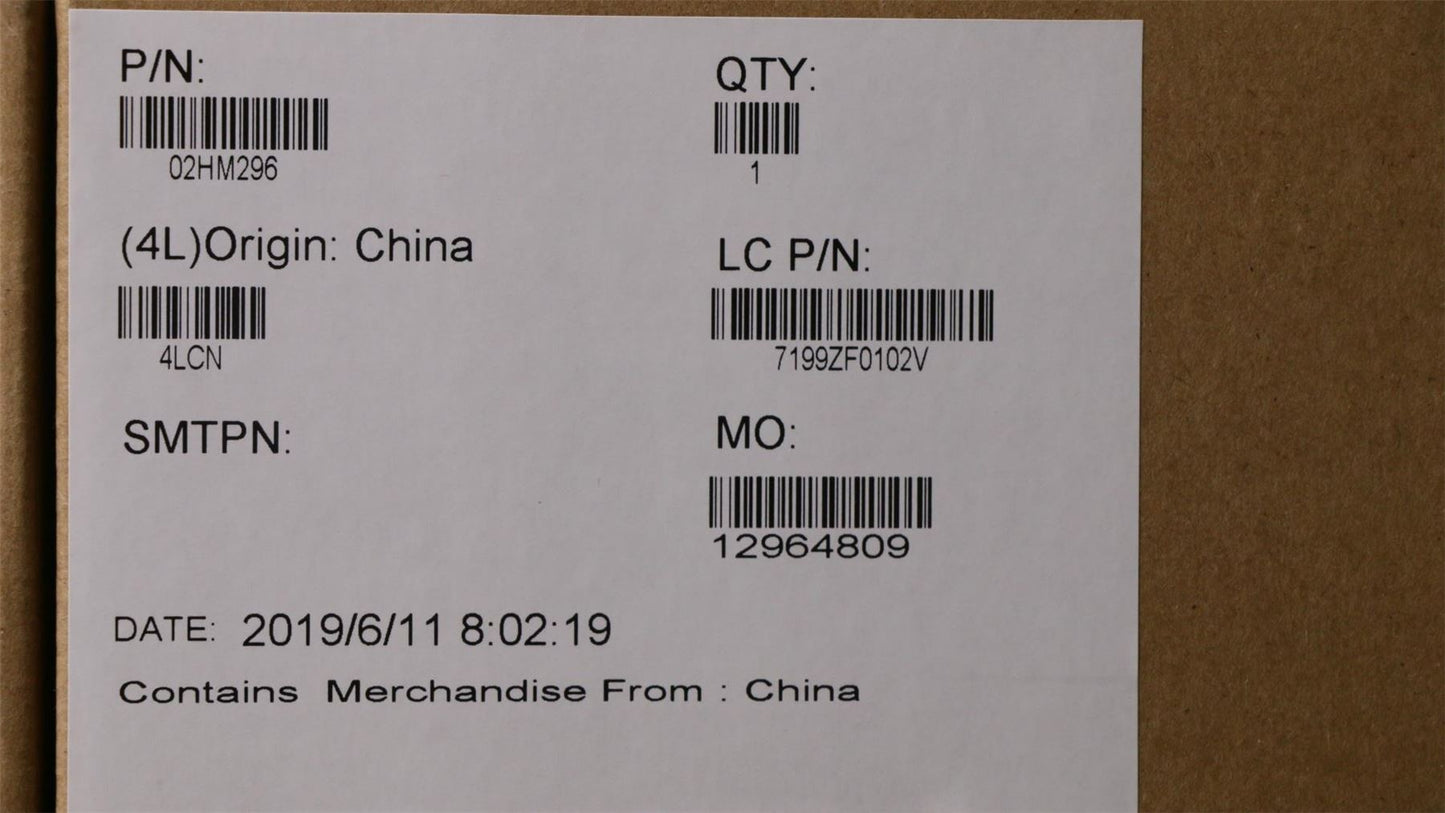 P/N:
02HM296
QTY:
1
(4L)Origin: China
4LCN
LC P/N:
7199ZF0102V
SMTPN:
MO:
12964809
DATE: 2019/6/11 8:02:19
Contains Merchandise From : China